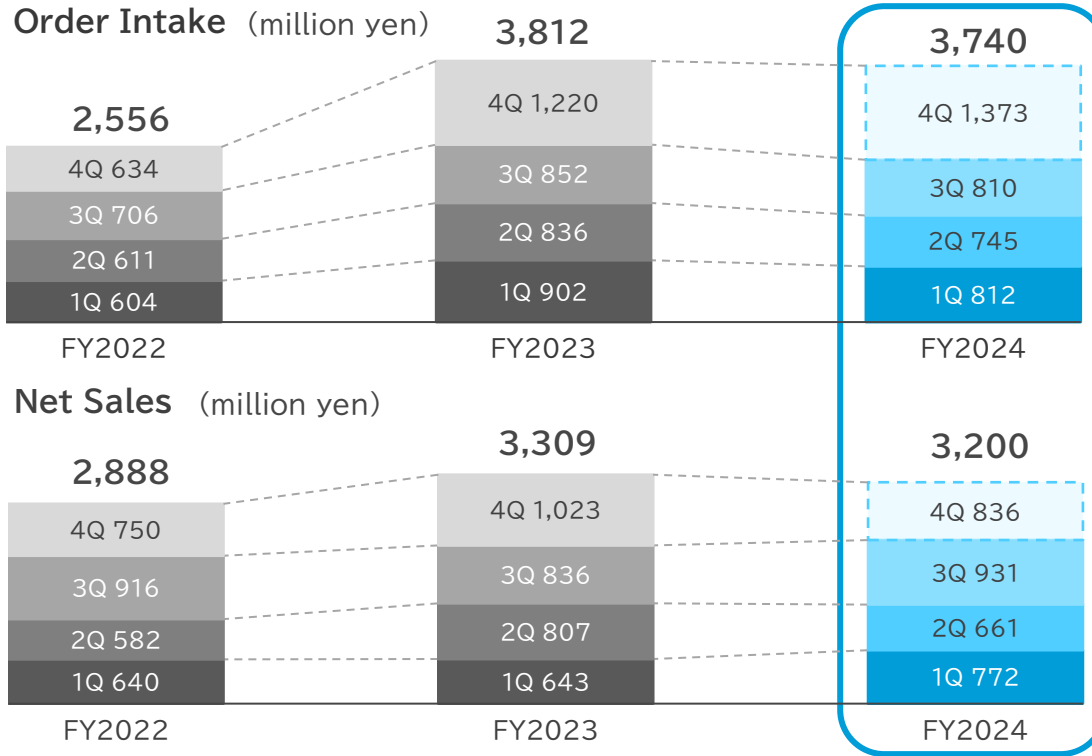 Order Intake (million yen)
2,556
3,812
3,740
4Q 634
3Q 706
2Q 611
1Q 604
4Q 1,220
3Q 852
2Q 836
1Q 902
4Q 1,373
3Q 810
2Q 745
1Q 812
FY2022
FY2023
FY2024
Net Sales (million yen)
2,888
3,309
3,200
4Q 750
3Q 916
2Q 582
1Q 640
4Q 1,023
3Q 836
2Q 807
1Q 643
4Q 836
3Q 931
2Q 661
1Q 772
FY2022
FY2023
FY2024